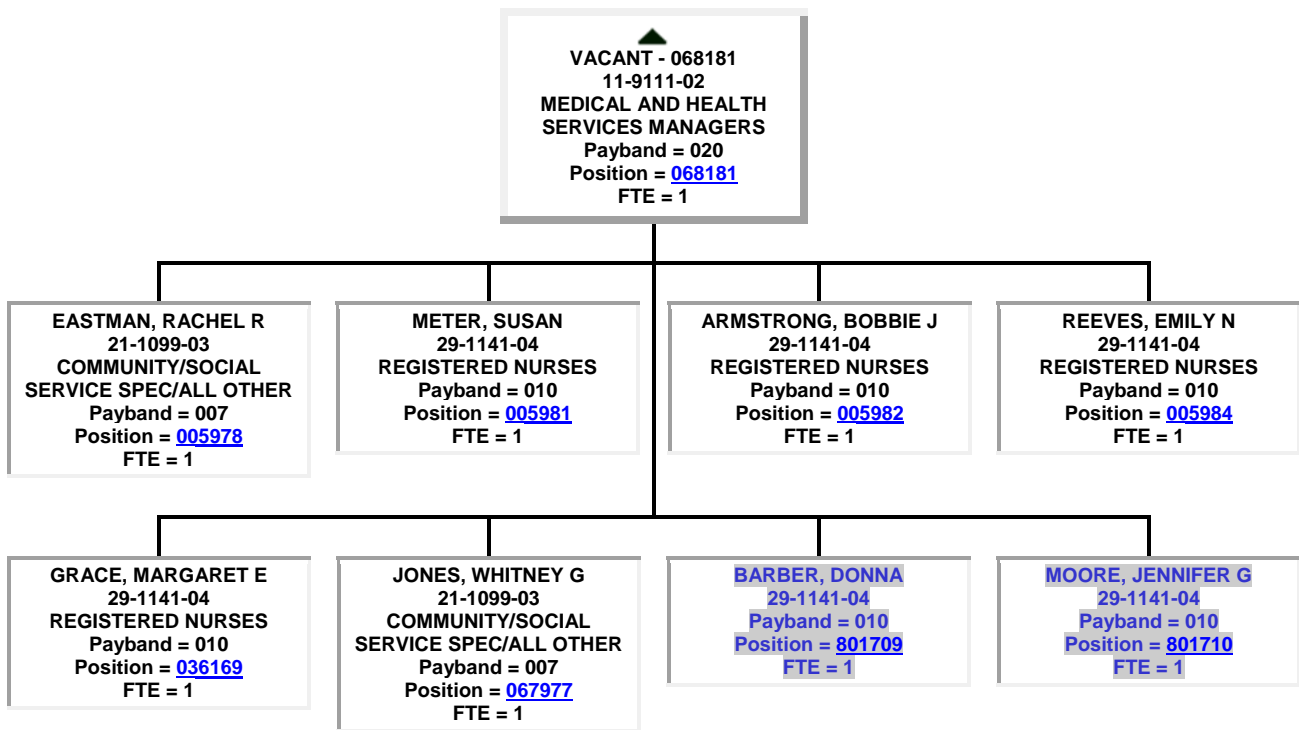 VACANT - 068181
11-9111-02
MEDICAL AND HEALTH
SERVICES MANAGERS
Payband = 020
Position = 068181
FTE = 1
EASTMAN, RACHEL R
21-1099-03
COMMUNITY/SOCIAL
SERVICE SPEC/ALL OTHER
Payband = 007
Position = 005978
FTE = 1
METER, SUSAN
29-1141-04
REGISTERED NURSES
Payband = 010
Position = 005981
FTE = 1
ARMSTRONG, BOBBIE J
29-1141-04
REGISTERED NURSES
Payband = 010
Position = 005982
FTE = 1
REEVES, EMILY N
29-1141-04
REGISTERED NURSES
Payband = 010
Position = 005984
FTE = 1
GRACE, MARGARET E
29-1141-04
REGISTERED NURSES
Payband = 010
Position = 036169
FTE = 1
JONES, WHITNEY G
21-1099-03
COMMUNITY/SOCIAL
SERVICE SPEC/ALL OTHER
Payband = 007
Position = 067977
FTE = 1
BARBER, DONNA
29-1141-04
Payband = 010
Position = 801709
FTE = 1
MOORE, JENNIFER G
29-1141-04
Payband = 010
Position = 801710
FTE = 1